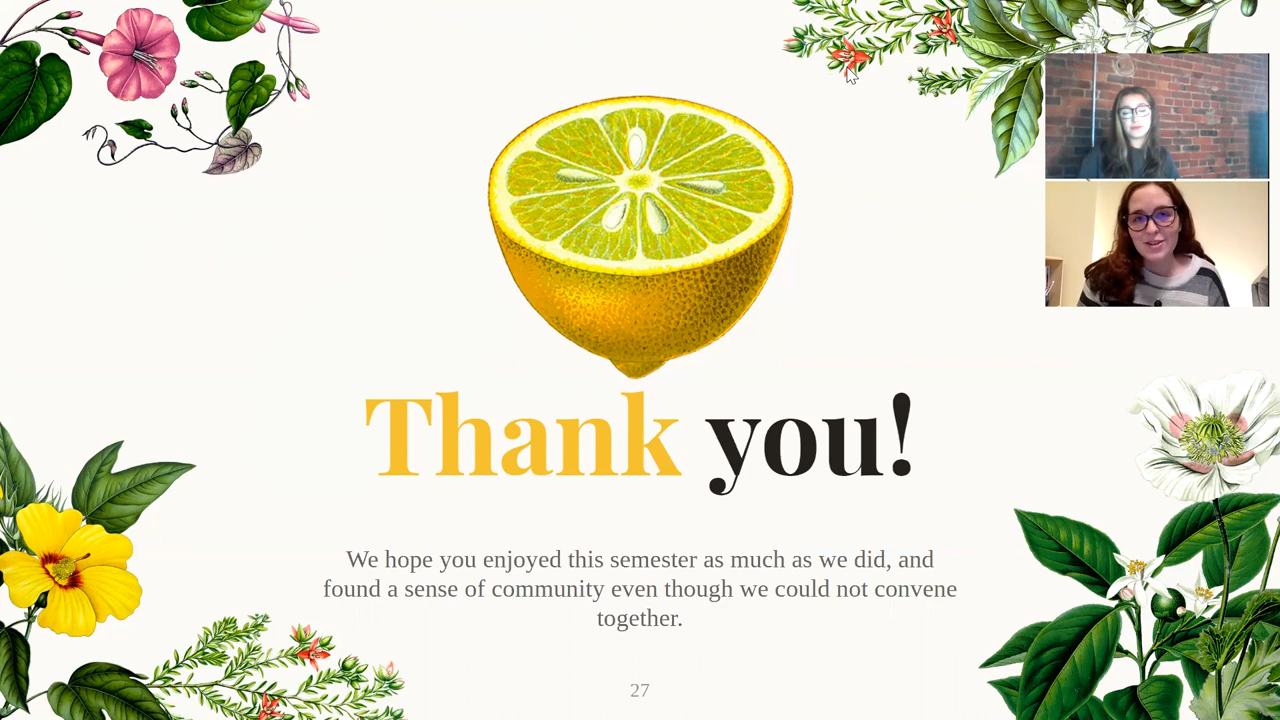 Thank you!
We hope you enjoyed this semester as much as we did, and
found a sense of community even though we could not convene
together.
27